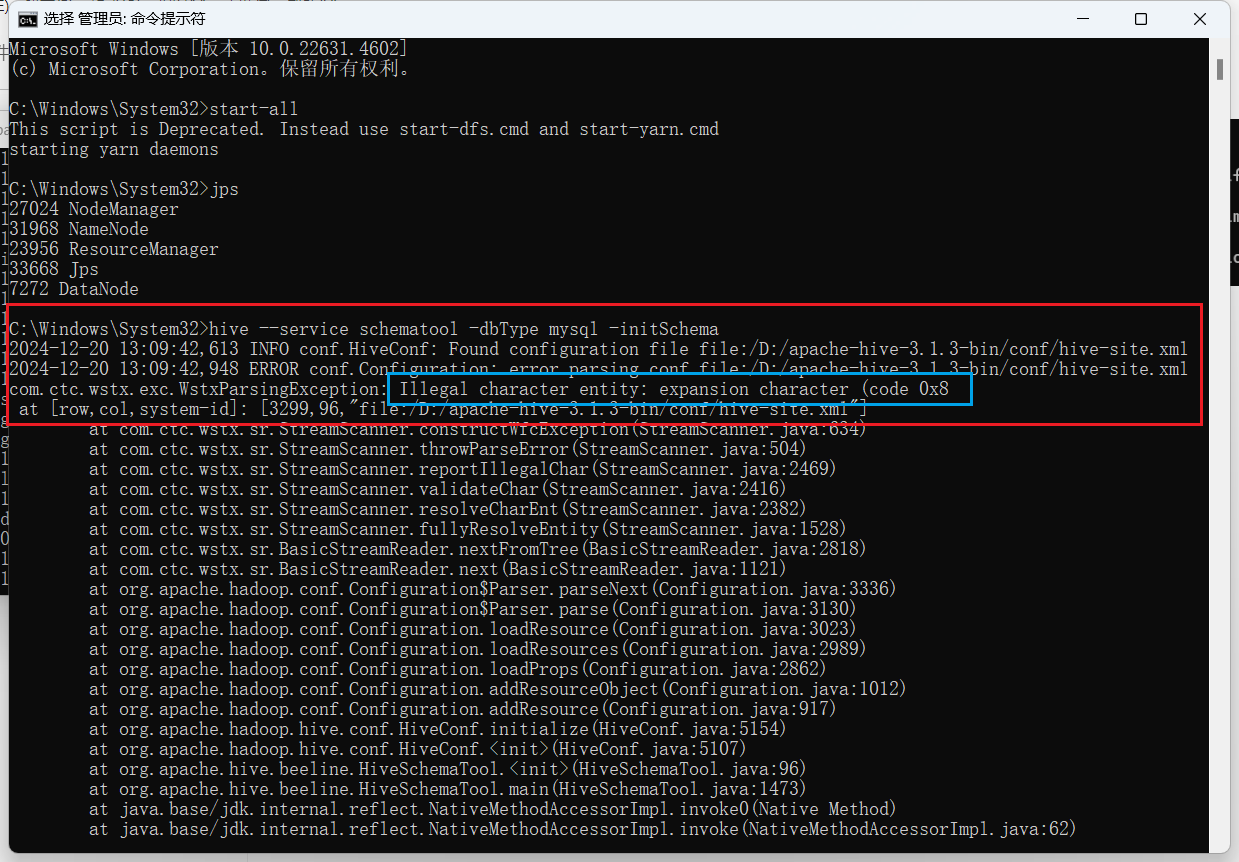 选择 管理员: 命令提示符
Microsoft Windows [版本 10.0.22631.4602]
(c) Microsoft Corporation。保留所有权利。
C:\Windows\System32>start-all
This script is Deprecated. Instead use start-dfs.cmd and start-yarn.cmd
starting yarn daemons
C:\Windows\System32>jps
27024 NodeManager
31968 NameNode
23956 ResourceManager
33668 Jps
7272 DataNode
C:\Windows\System32>hive --service schematool -dbType mysql -initSchema
2024-12-20 13:09:42,613 INFO conf.HiveConf: Found configuration file file:/D:/apache-hive-3.1.3-bin/conf/hive-site.xml
2024-12-20 13:09:42,948 ERROR conf.Configuration: error parsing conf file:/D:/apache-hive-3.1.3-bin/conf/hive-site.xml
com.ctc.wstx.exc.WstxParsingException: Illegal character entity: expansion character (code 0x8
at [row,col,system-id]: [3299,96,"file:/D:/apache-hive-3.1.3-bin/conf/hive-site.xml"]
at com.ctc.wstx.sr.StreamScanner.constructWfcException(StreamScanner.java:634)
at com.ctc.wstx.sr.StreamScanner.throwParseError(StreamScanner.java:504)
at com.ctc.wstx.sr.StreamScanner.reportIllegalChar(StreamScanner.java:2469)
at com.ctc.wstx.sr.StreamScanner.validateChar(StreamScanner.java:2416)
at com.ctc.wstx.sr.StreamScanner.resolveCharEnt(StreamScanner.java:2382)
at com.ctc.wstx.sr.StreamScanner.fullyResolveEntity(StreamScanner.java:1528)
at com.ctc.wstx.sr.BasicStreamReader.nextFromTree(BasicStreamReader.java:2818)
at com.ctc.wstx.sr.BasicStreamReader.next(BasicStreamReader.java:1121)
at org.apache.hadoop.conf.Configuration$Parser.parseNext(Configuration.java:3336)
at org.apache.hadoop.conf.Configuration$Parser.parse(Configuration.java:3130)
at org.apache.hadoop.conf.Configuration.loadResource(Configuration.java:3023)
at org.apache.hadoop.conf.Configuration.loadResources(Configuration.java:2989)
at org.apache.hadoop.conf.Configuration.loadProps(Configuration.java:2862)
at org.apache.hadoop.conf.Configuration.addResourceObject(Configuration.java:1012)
at org.apache.hadoop.conf.Configuration.addResource(Configuration.java:917)
at org.apache.hadoop.hive.conf.HiveConf.initialize(HiveConf.java:5154)
at org.apache.hadoop.hive.conf.HiveConf.<init>(HiveConf.java:5107)
at org.apache.hive.beeline.HiveSchemaTool.<init>(HiveSchemaTool.java:96)
at org.apache.hive.beeline.HiveSchemaTool.main(HiveSchemaTool.java:1473)
at java.base/jdk.internal.reflect.NativeMethodAccessorImpl.invoke0(Native Method)
at java.base/jdk.internal.reflect.NativeMethodAccessorImpl.invoke(NativeMethodAccessorImpl.java:62)